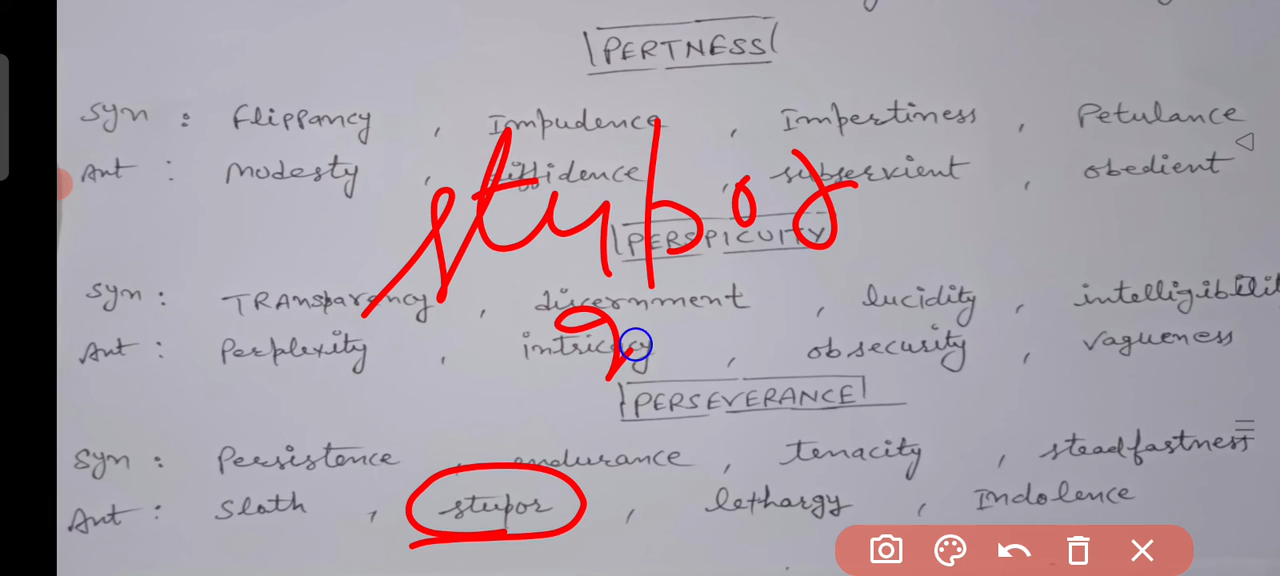 PERTNESS
Syn : Flippancy , Impudence , Impertiness , Petulance
Ant : Modesty , diffidence , subservient , obedient
stupor
PERSPICUITY
Syn : TRAnsparency , discernment , lucidity , intelligibilit
Ant : Perplexity , intricacy , obsecurity , vagueness
PERSEVERANCE
Syn : Persistence , endurance , tenacity , steadfastness
Ant : Sloth , stupor , lethargy , Indolence